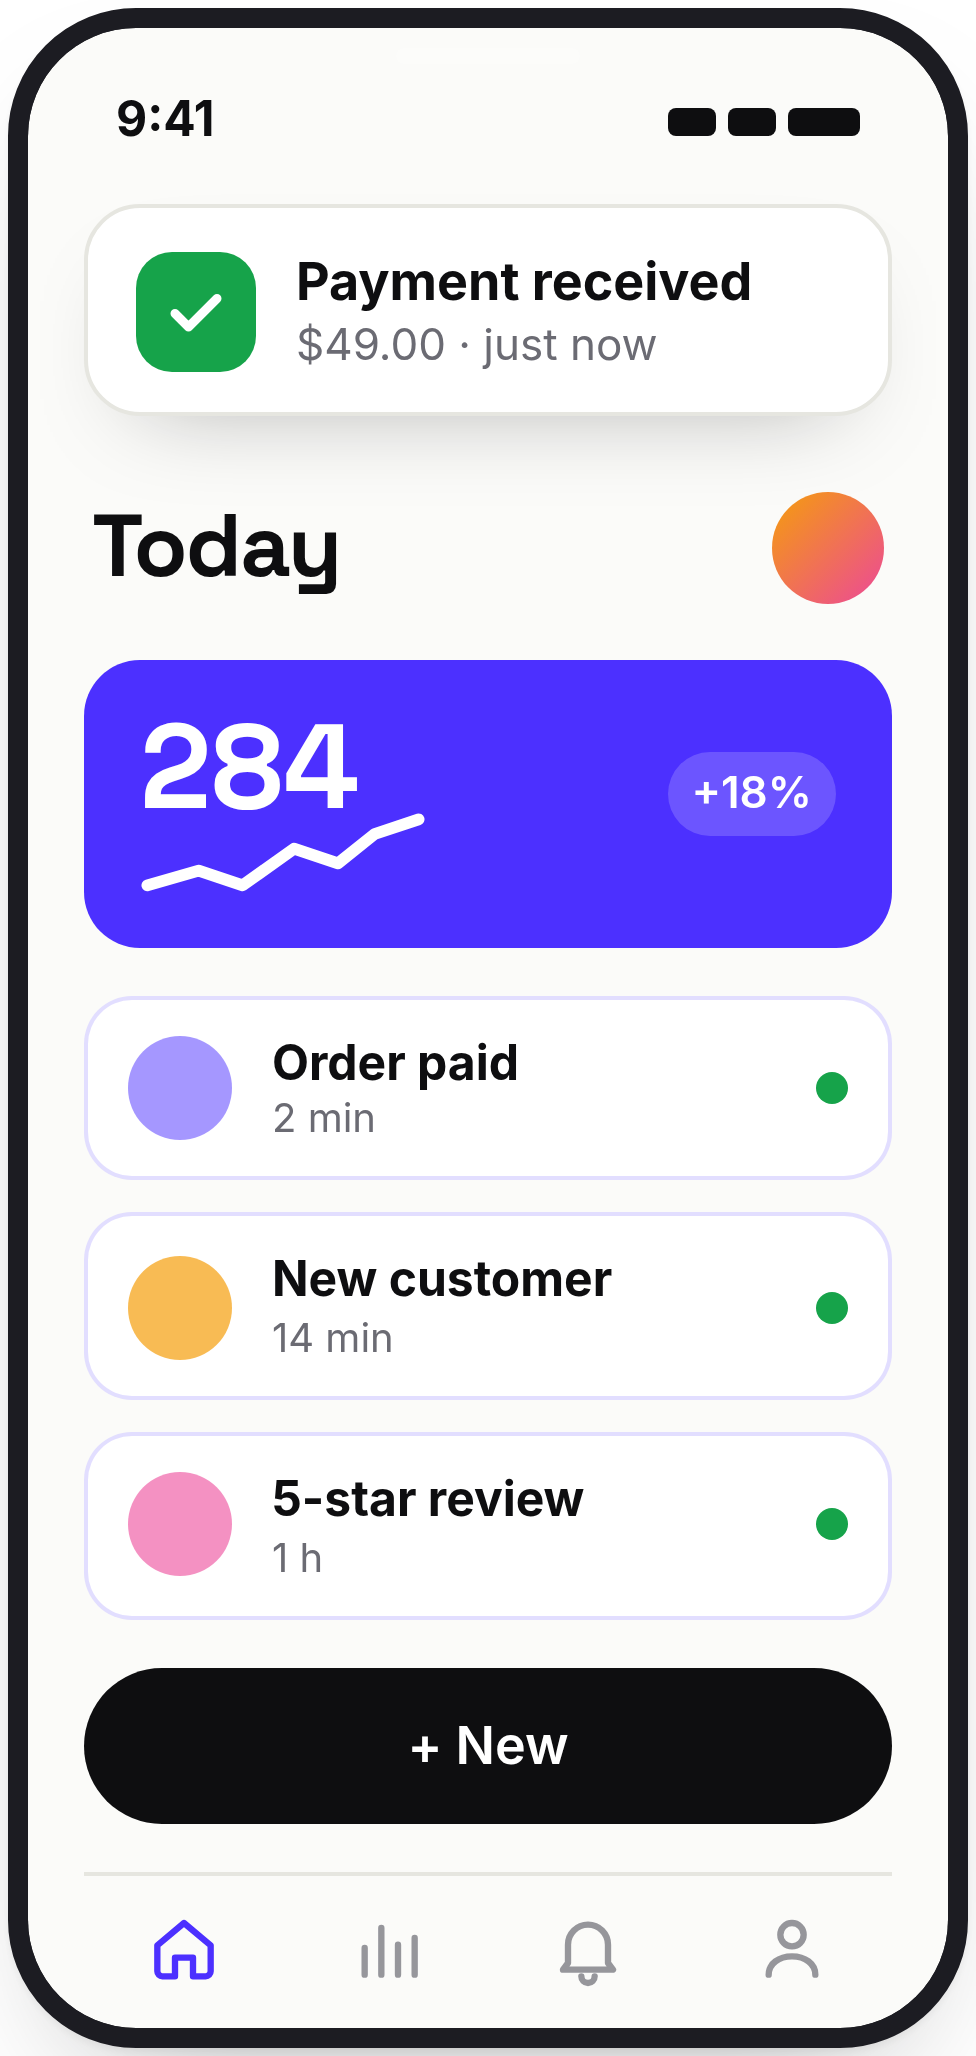 9:41
Payment received
$49.00 · just now
Today
284
+18%
Order paid
2 min
New customer
14 min
5-star review
1 h
+ New